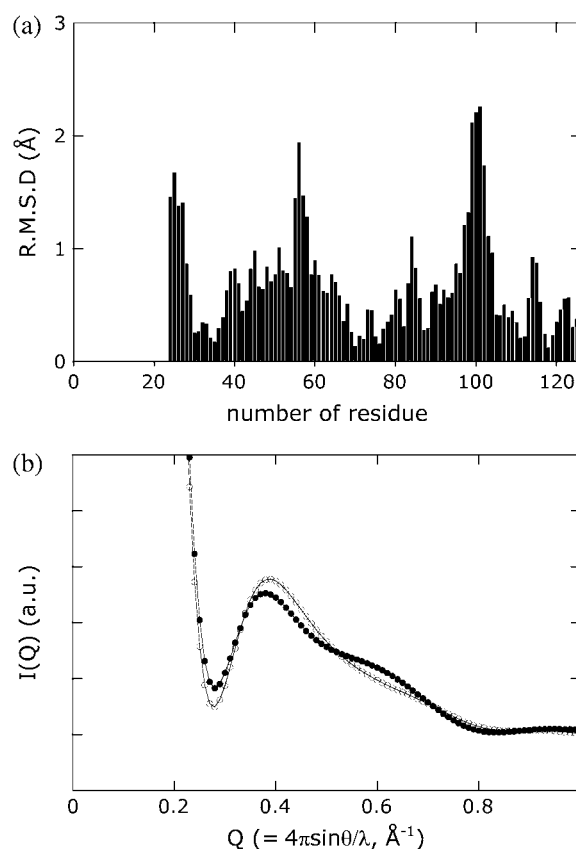 (a)
3
2
1
0
R.M.S.D (Å)
0 20 40 60 80 100 120
number of residue
(b)
I(Q) (a.u.)
0 0.2 0.4 0.6 0.8
Q (= 4πsinθ/λ, Å⁻¹)